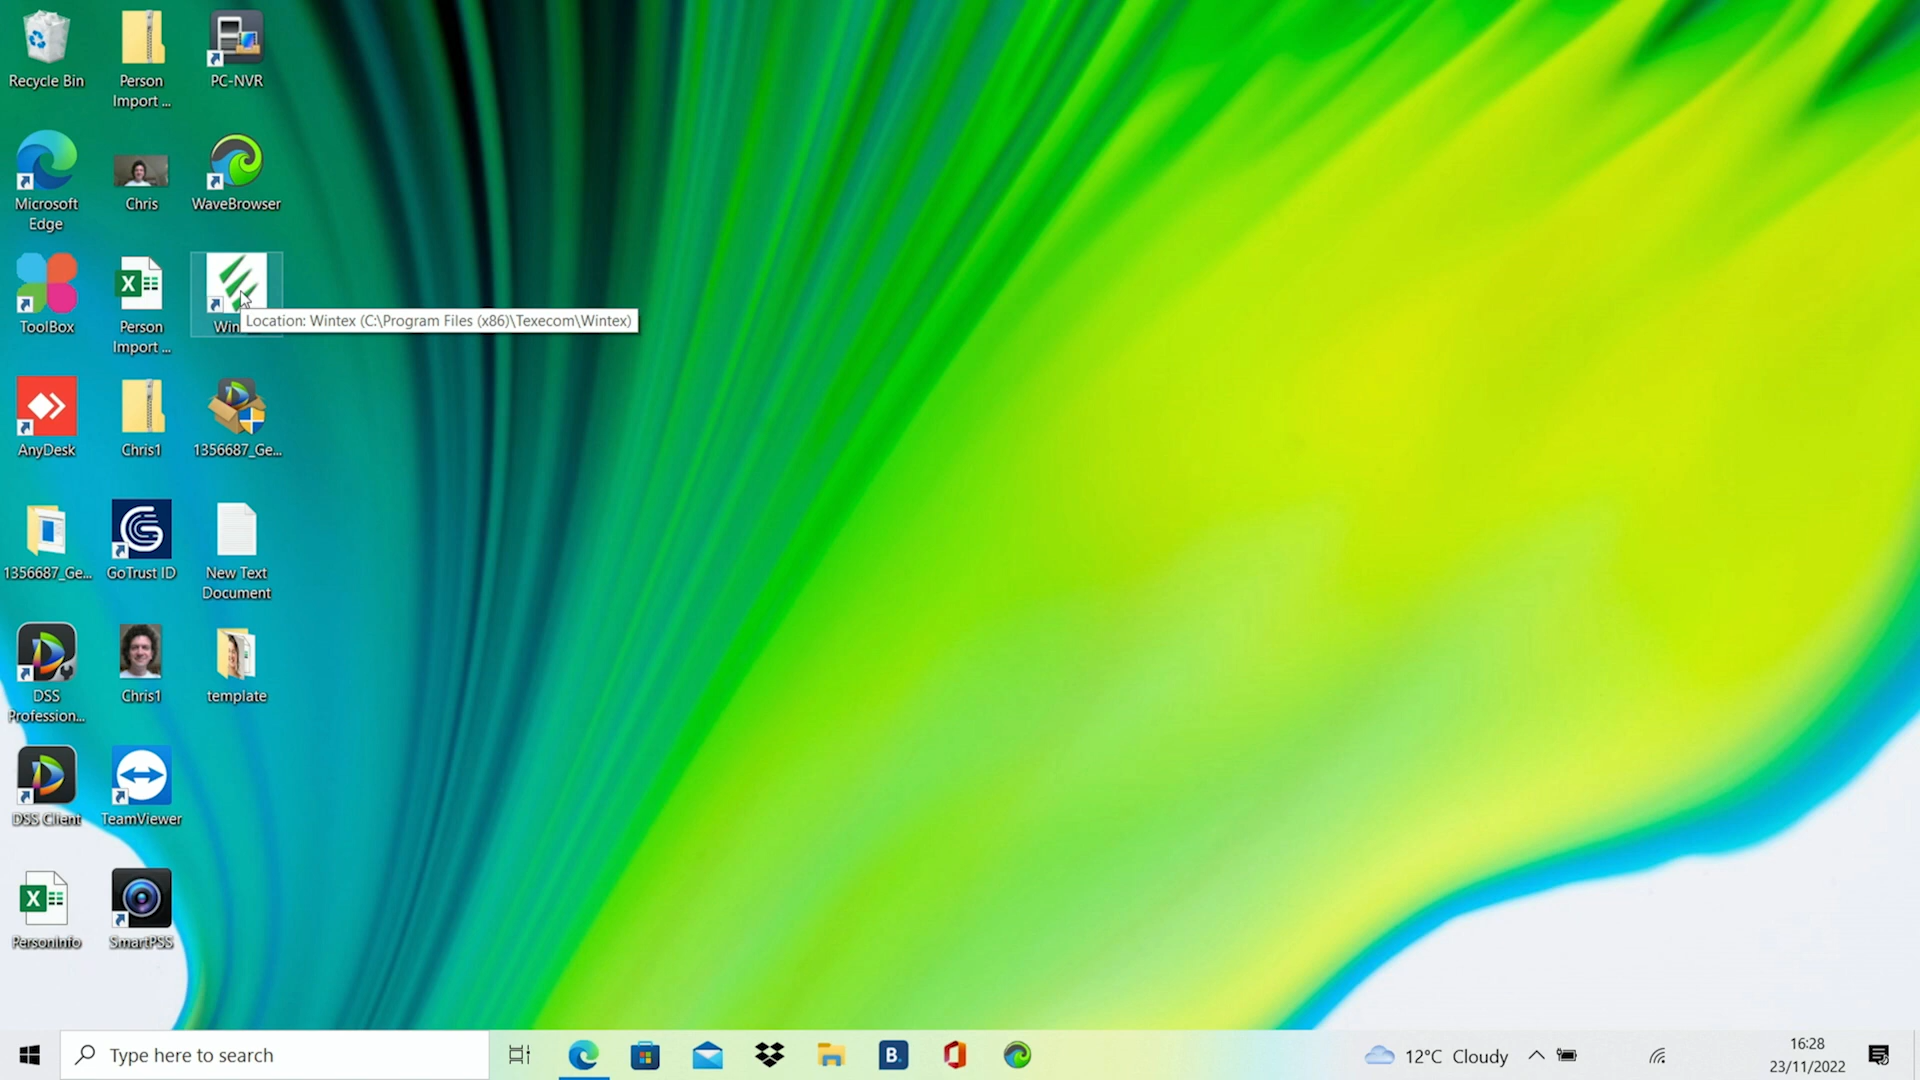 Recycle Bin
Person
Import ...
PC-NVR
Microsoft
Edge
Chris
WaveBrowser
ToolBox
Person
Import ...
Win
Location: Wintex (C:\Program Files (x86)\Texecom\Wintex)
AnyDesk
Chris1
1356687_Ge...
1356687_Ge...
GoTrust ID
New Text
Document
DSS
Profession...
Chris1
template
DSS Client
TeamViewer
PersonInfo
SmartPSS
Type here to search
B.
12°C Cloudy
16:28
23/11/2022